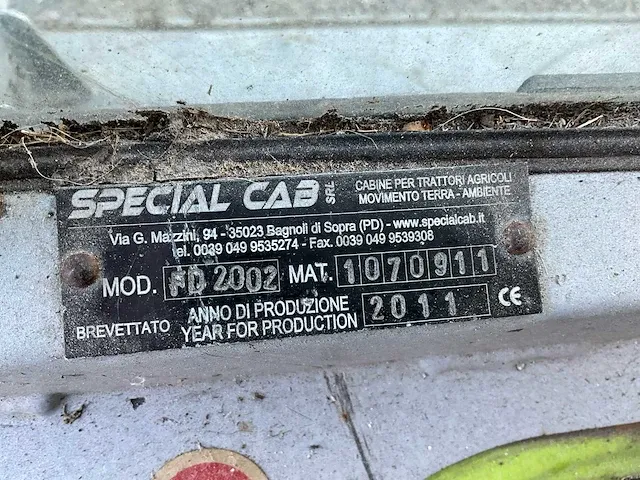 SPECIAL CAB SRL
CABINE PER TRATTORI AGRICOLI
MOVIMENTO TERRA - AMBIENTE
Via G. Mazzini, 94 - 35023 Bagnoli di Sopra (PD) - www.specialcab.it
Tel. 0039 049 9535274 - Fax. 0039 049 9539308
MOD. FD 2002 MAT. 1070911
BREVETTATO
ANNO DI PRODUZIONE
YEAR FOR PRODUCTION
2011
CE